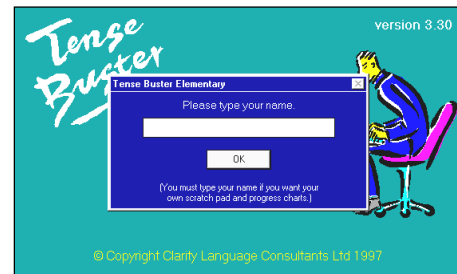 Tense
Buster
version 3.30
Tense Buster Elementary
Please type your name.
OK
(You must type your name if you want your
own scratch pad and progress charts.)
© Copyright Clarity Language Consultants Ltd 1997